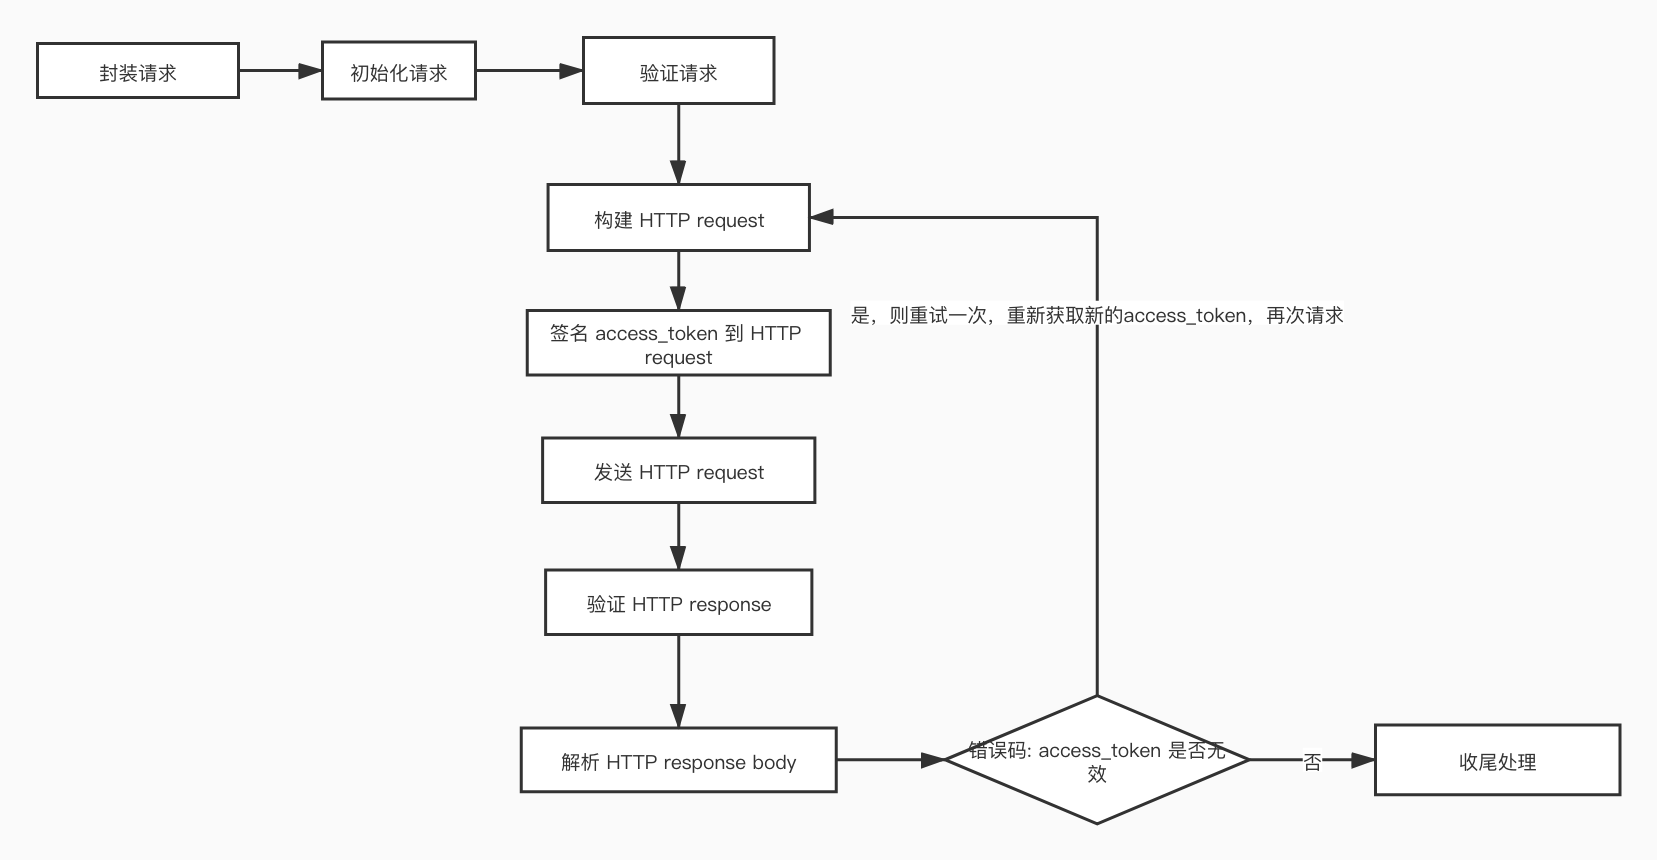 封装请求
初始化请求
验证请求
构建 HTTP request
签名 access_token 到 HTTP
request
是，则重试一次，重新获取新的access_token，再次请求
发送 HTTP request
验证 HTTP response
解析 HTTP response body
错误码: access_token 是否无
效
否
收尾处理